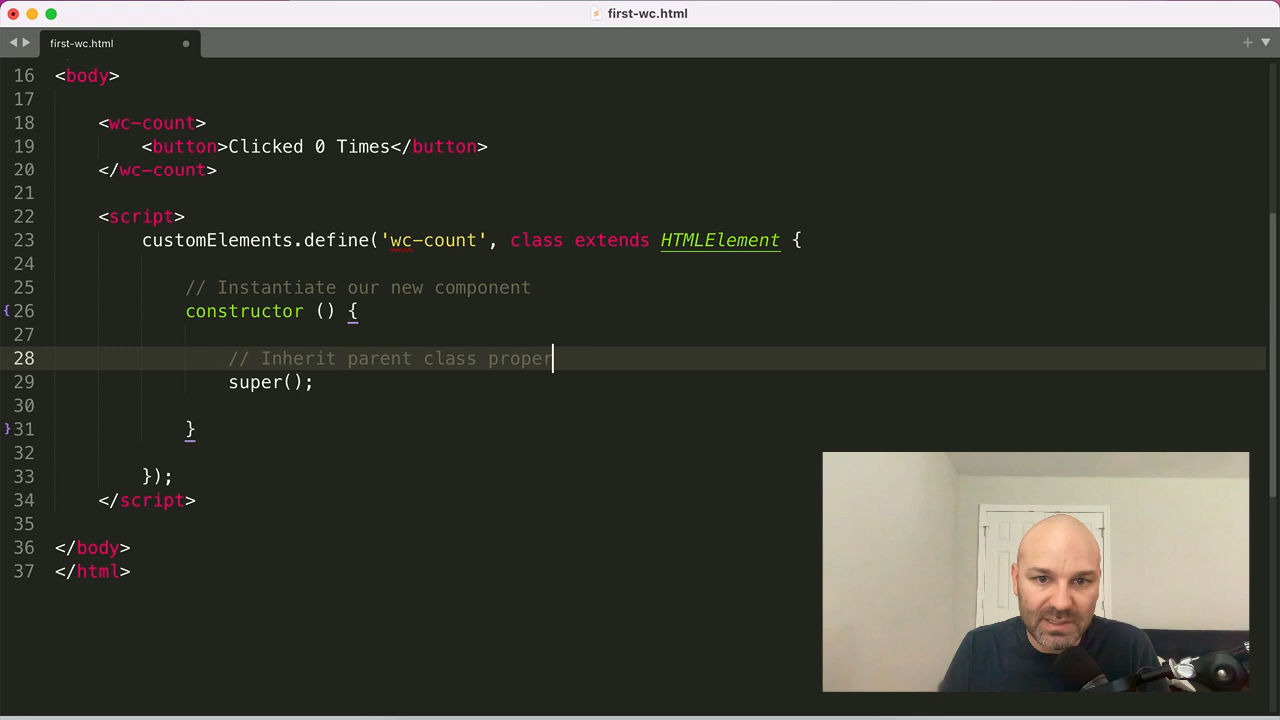 first-wc.html
first-wc.html
16 <body>
17
18 <wc-count>
19 <button>Clicked 0 Times</button>
20 </wc-count>
21
22 <script>
23 customElements.define('wc-count', class extends HTMLElement {
24
25 // Instantiate our new component
{26 constructor () {
27
28 // Inherit parent class proper
29 super();
30
}31 }
32
33 });
34 </script>
35
36 </body>
37 </html>